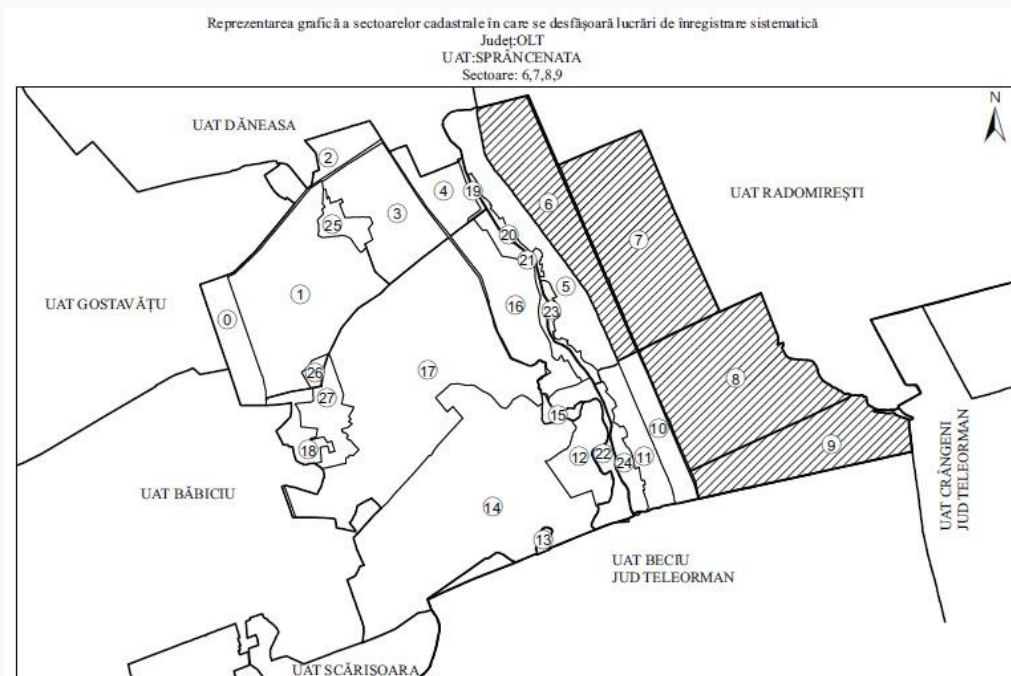 Reprezentarea grafică a sectoarelor cadastrale în care se desfășoară lucrări de înregistrare sistematică
Județ:OLT
UAT:SPRÂNCENATA
Sectoare: 6,7,8,9
N
UAT DĂNEASA
2
4
19
6
UAT RADOMIREȘTI
3
25
20
7
21
5
1
UAT GOSTAVĂȚU
16
23
0
26
17
8
27
15
10
9
18
12
22
24
11
UAT BĂBICIU
14
13
UAT CRÂNGENI
JUD TELEORMAN
UAT BECIU
JUD TELEORMAN
UAT SCĂRIȘOARA